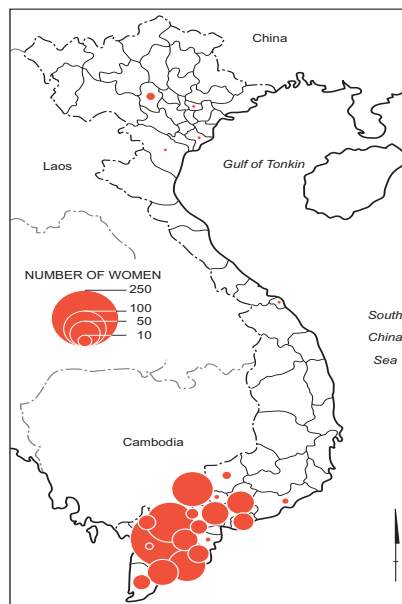 China
Laos
Gulf of Tonkin
NUMBER OF WOMEN
250
100
50
10
South
China
Sea
Cambodia